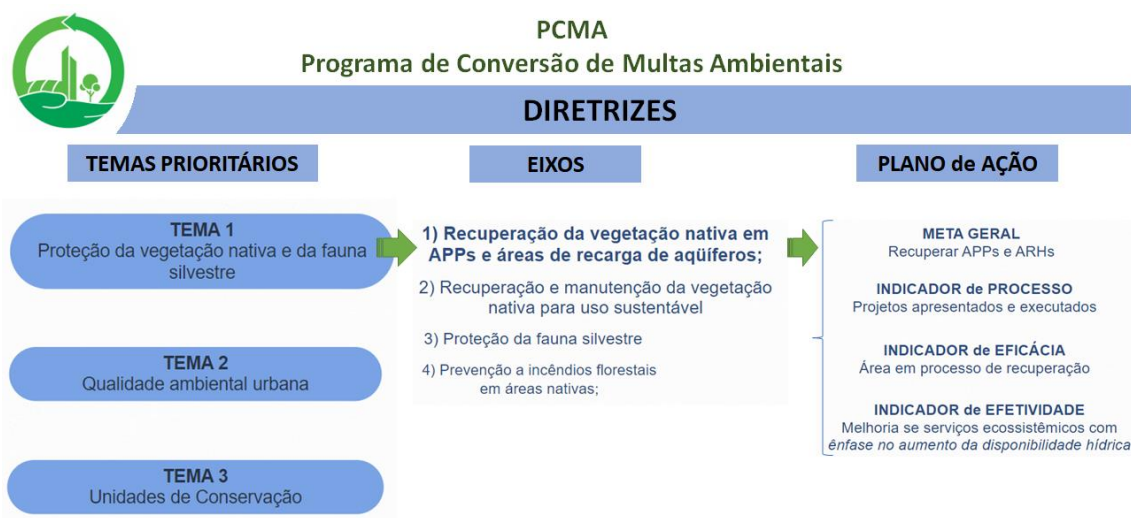 PCMA
Programa de Conversão de Multas Ambientais
DIRETRIZES
TEMAS PRIORITÁRIOS
EIXOS
PLANO de AÇÃO
TEMA 1
Proteção da vegetação nativa e da fauna
silvestre
TEMA 2
Qualidade ambiental urbana
TEMA 3
Unidades de Conservação
1) Recuperação da vegetação nativa em
APPs e áreas de recarga de aqüíferos;
2) Recuperação e manutenção da vegetação
nativa para uso sustentável
3) Proteção da fauna silvestre
4) Prevenção a incêndios florestais
em áreas nativas;
META GERAL
Recuperar APPs e ARHs
INDICADOR de PROCESSO
Projetos apresentados e executados
INDICADOR de EFICÁCIA
Área em processo de recuperação
INDICADOR de EFETIVIDADE
Melhoria se serviços ecossistêmicos com
ênfase no aumento da disponibilidade hídrica